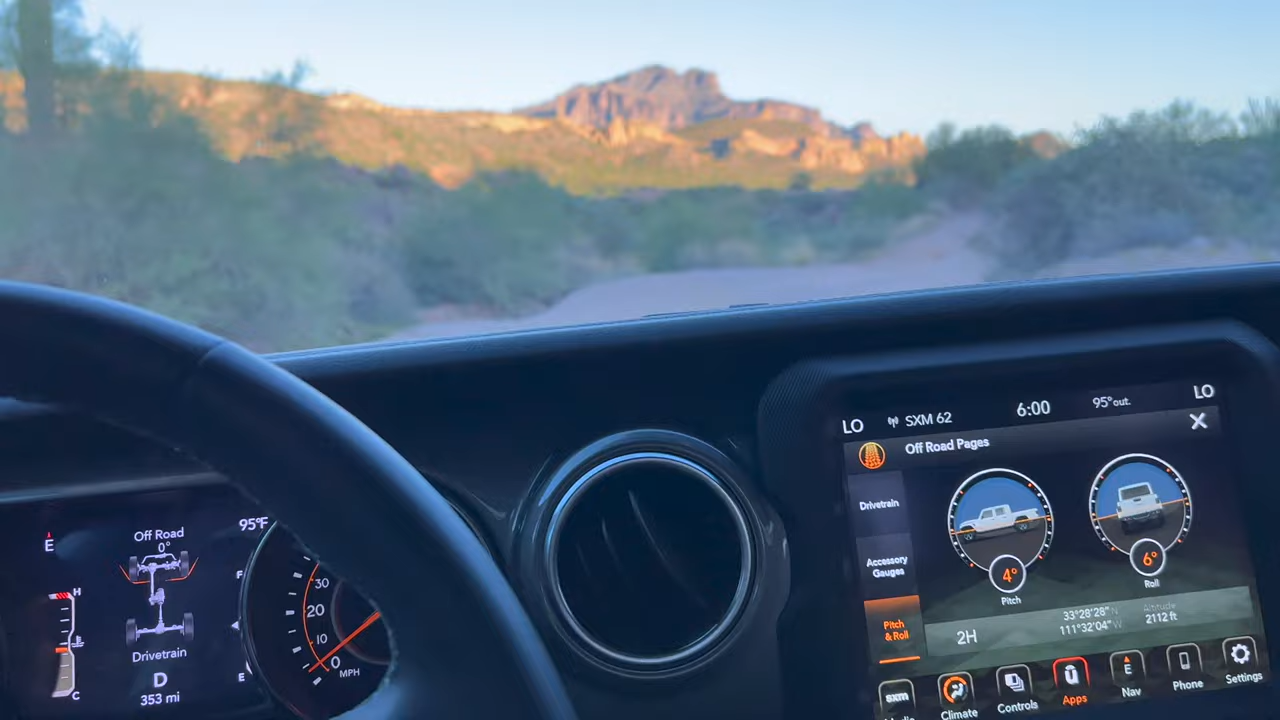 E
Off Road
0°
95°F
H
C
Drivetrain
D
353 mi
F
E
30
20
10
0
MPH
LO
SXM 62
6:00
95°out.
LO
Off Road Pages
Drivetrain
Accessory
Gauges
Pitch
& Roll
4°
Pitch
6°
Roll
2H
33°28'28" N
111°32'04" W
Altitude
2112 ft
sxm
Climate
Controls
Apps
E
Nav
Phone
Settings